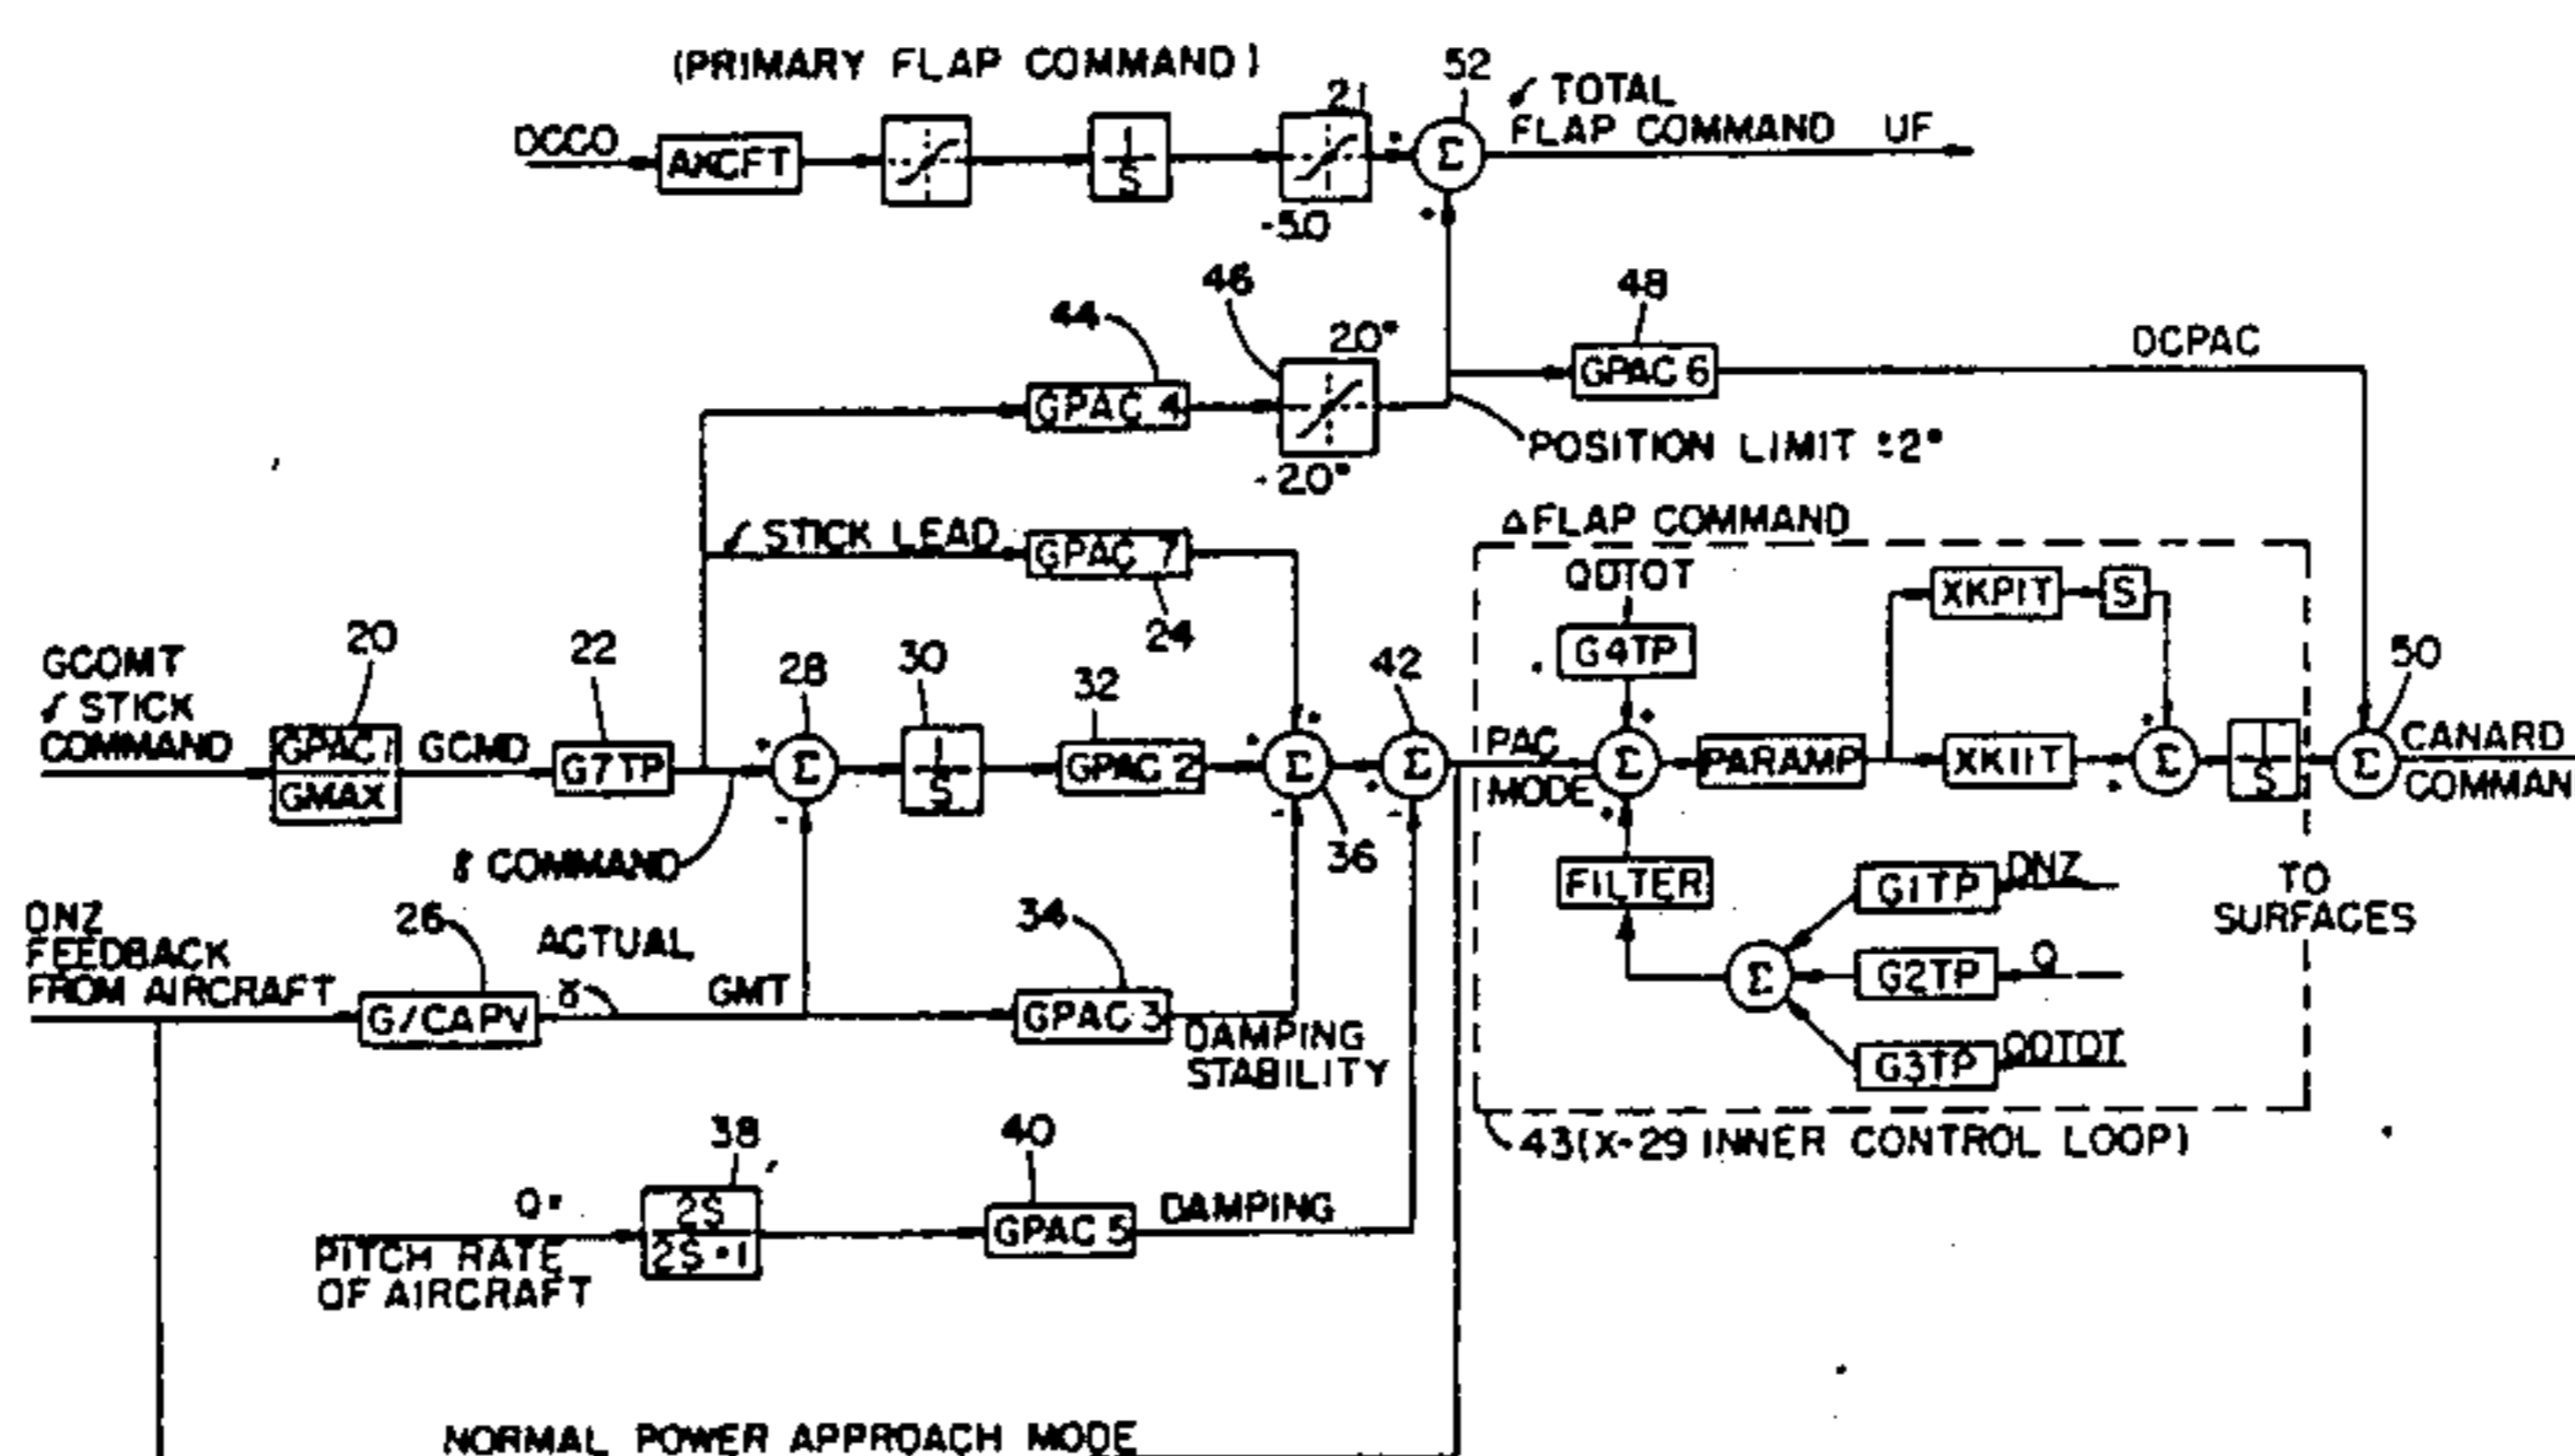 (PRIMARY FLAP COMMAND)
DCCO
AXCFT
1
S
21
-50
52
Σ
TOTAL
FLAP COMMAND UF
44
GPAC 4
46
20°
-20°
48
GPAC 6
DCPAC
POSITION LIMIT ±2°
STICK LEAD
GPAC 7
24
GCOMT
STICK
COMMAND
20
GPAC 1
GMAX
GCMD
22
G7TP
28
Σ
30
1
S
32
GPAC 2
Σ
36
42
Σ
γ COMMAND
DNZ
FEEDBACK
FROM AIRCRAFT
26
G/CAPV
ACTUAL
γ
GMT
34
GPAC 3
DAMPING
STABILITY
Q
PITCH RATE
OF AIRCRAFT
38
2S
2S+1
40
GPAC 5
DAMPING
NORMAL POWER APPROACH MODE
ΔFLAP COMMAND
QDTOT
G4TP
PAC
MODE
Σ
PARAMP
XKPIT
S
XKIIT
Σ
1
S
50
Σ
CANARD
COMMAN
TO
SURFACES
FILTER
Σ
G1TP
DNZ
G2TP
Q
G3TP
QDTOT
43(X-29 INNER CONTROL LOOP)